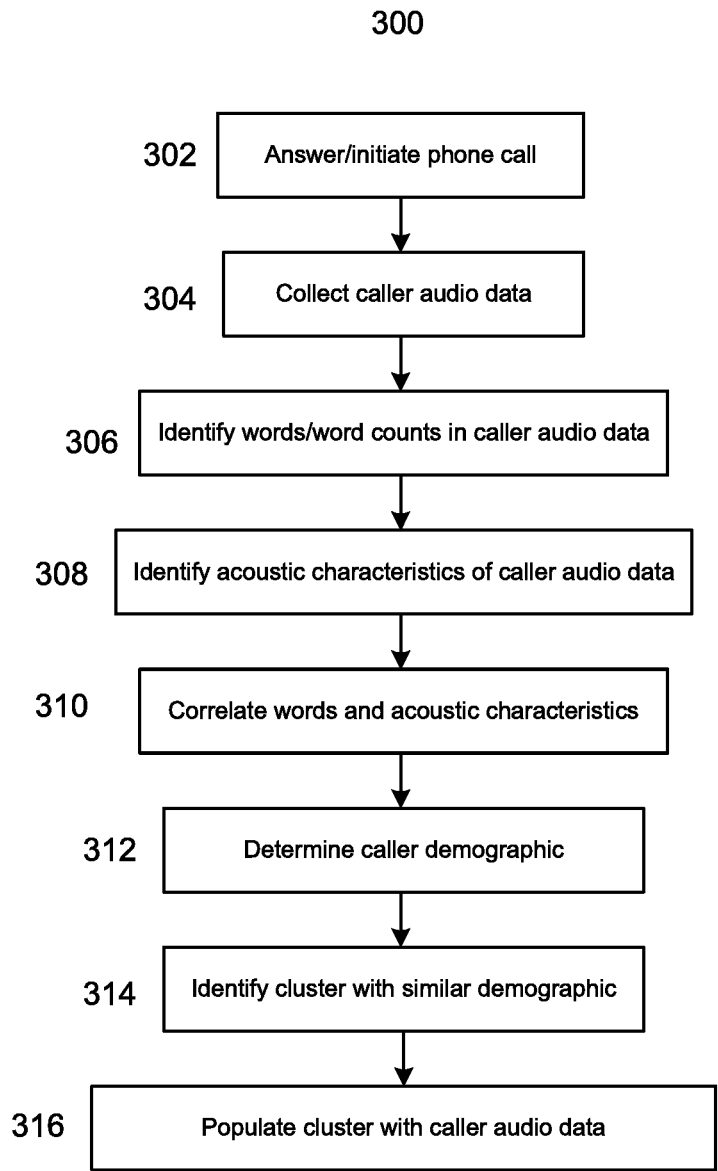 300
302
Answer/initiate phone call
304
Collect caller audio data
306
Identify words/word counts in caller audio data
308
Identify acoustic characteristics of caller audio data
310
Correlate words and acoustic characteristics
312
Determine caller demographic
314
Identify cluster with similar demographic
316
Populate cluster with caller audio data